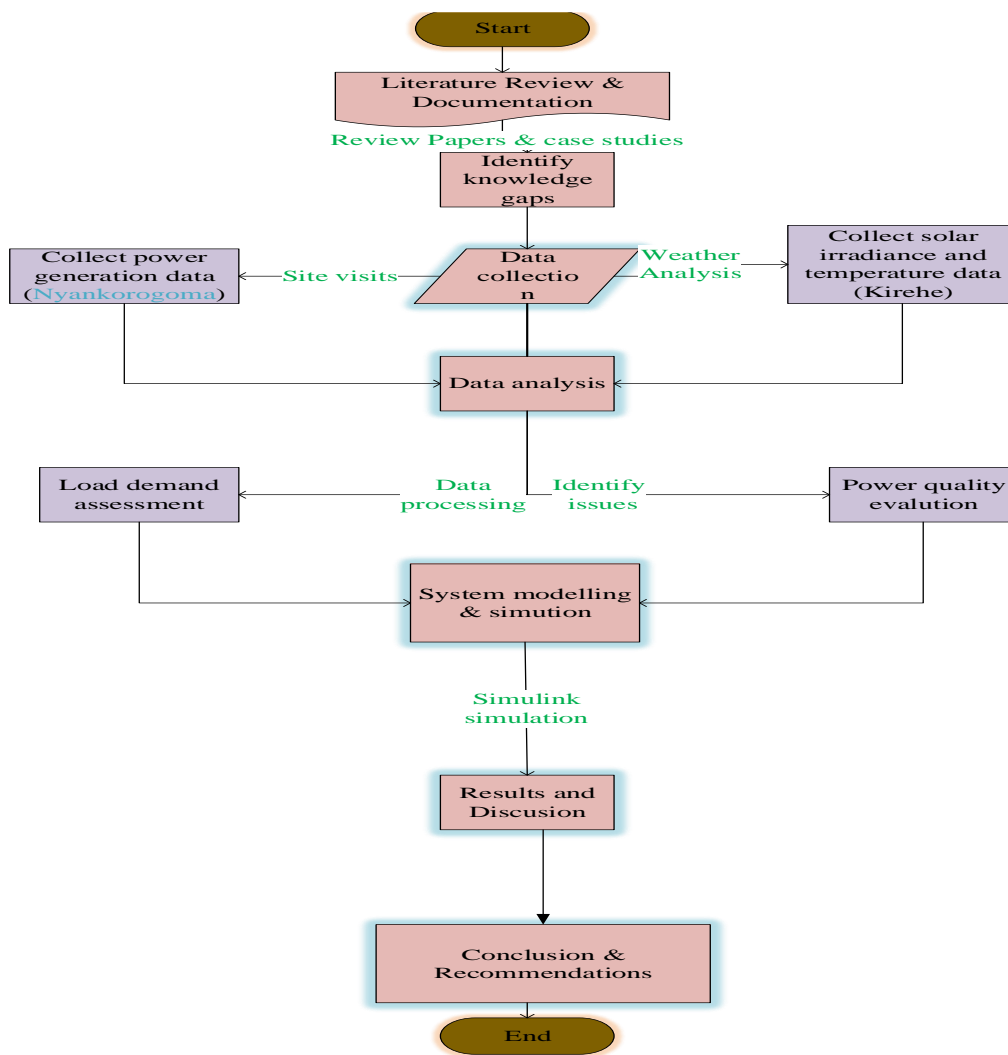 Start
Literature Review &
Documentation
Review Papers & case studies
Identify
knowledge
gaps
Collect power
generation data
(Nyankorogoma)
Site visits
Data
collectio
n
Weather
Analysis
Collect solar
irradiance and
temperature data
(Kirehe)
Data analysis
Load demand
assessment
Data
processing
Identify
issues
Power quality
evalution
System modelling
& simution
Simulink
simulation
Results and
Discusion
Conclusion &
Recommendations
End